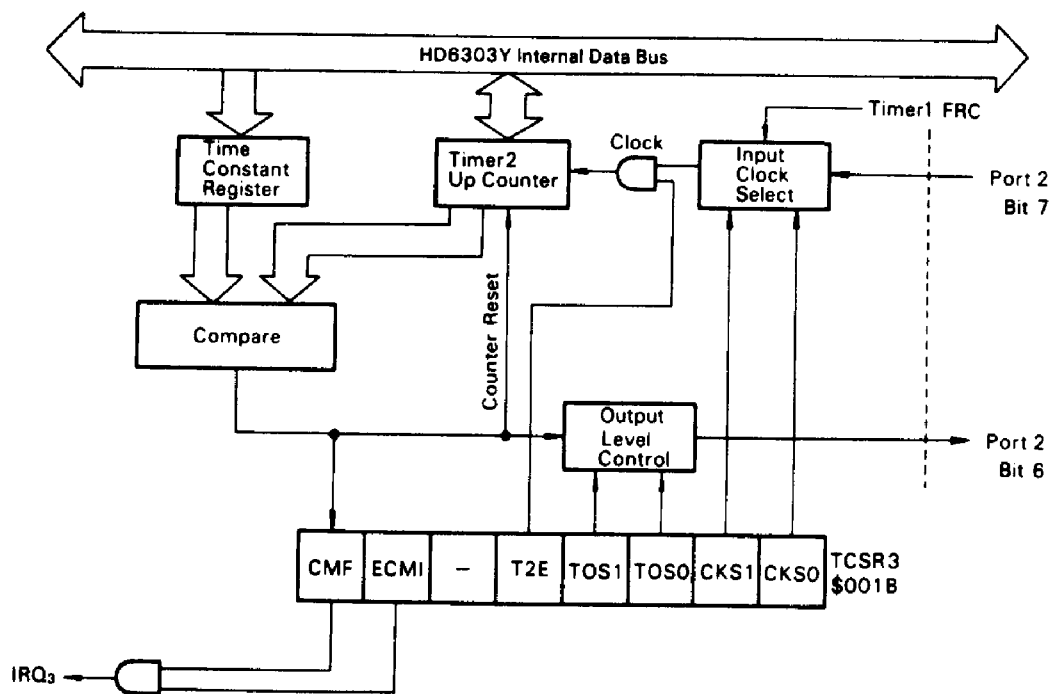 HD6303Y Internal Data Bus
Timer1 FRC
Time
Constant
Register
Timer2
Up Counter
Clock
Input
Clock
Select
Port 2
Bit 7
Compare
Counter Reset
Output
Level
Control
Port 2
Bit 6
CMF ECMI – T2E TOS1 TOS0 CKS1 CKS0
TCSR3
$001B
IRQ₃